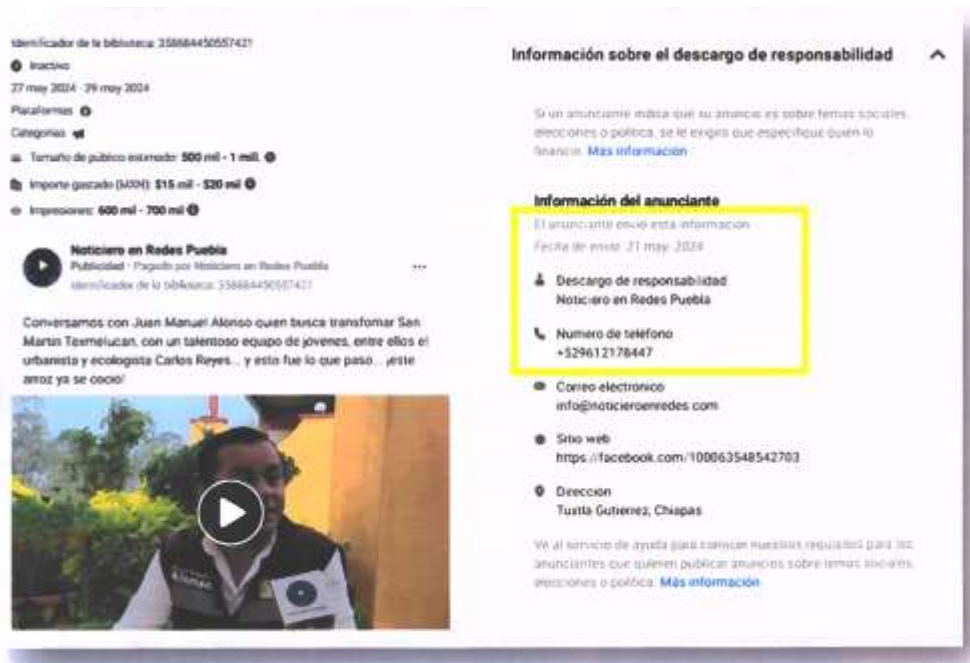 Identificador de la biblioteca: 358684450557421
Inactivo
27 may 2024 - 29 may 2024
Plataformas
Categorías
Tamaño de público estimado: 500 mil - 1 mill.
Importe gastado (MXN): $15 mil - $20 mil
Impresiones: 600 mil - 700 mil
Noticiero en Redes Puebla
Publicidad · Pagado por Noticiero en Redes Puebla
Identificador de la biblioteca: 358684450557421
Conversamos con Juan Manuel Alonso quien busca transfomar San
Martin Texmelucan, con un talentoso equipo de jovenes, entre ellos el
urbanista y ecologista Carlos Reyes... y esto fue lo que paso... ¡este
arroz ya se coció!
Alonso
Información sobre el descargo de responsabilidad
Si un anunciante indica que su anuncio es sobre temas sociales,
elecciones o política, se le exigirá que especifique quién lo
financió. Más información
Información del anunciante
El anunciante envió esta información.
Fecha de envío: 21 may. 2024
Descargo de responsabilidad
Noticiero en Redes Puebla
Número de teléfono
+529612178447
Correo electrónico
info@noticieroenredes.com
Sitio web
https://facebook.com/100063548542703
Dirección
Tuxtla Gutierrez, Chiapas
Ve al servicio de ayuda para conocer nuestros requisitos para los
anunciantes que quieren publicar anuncios sobre temas sociales,
elecciones o política. Más información